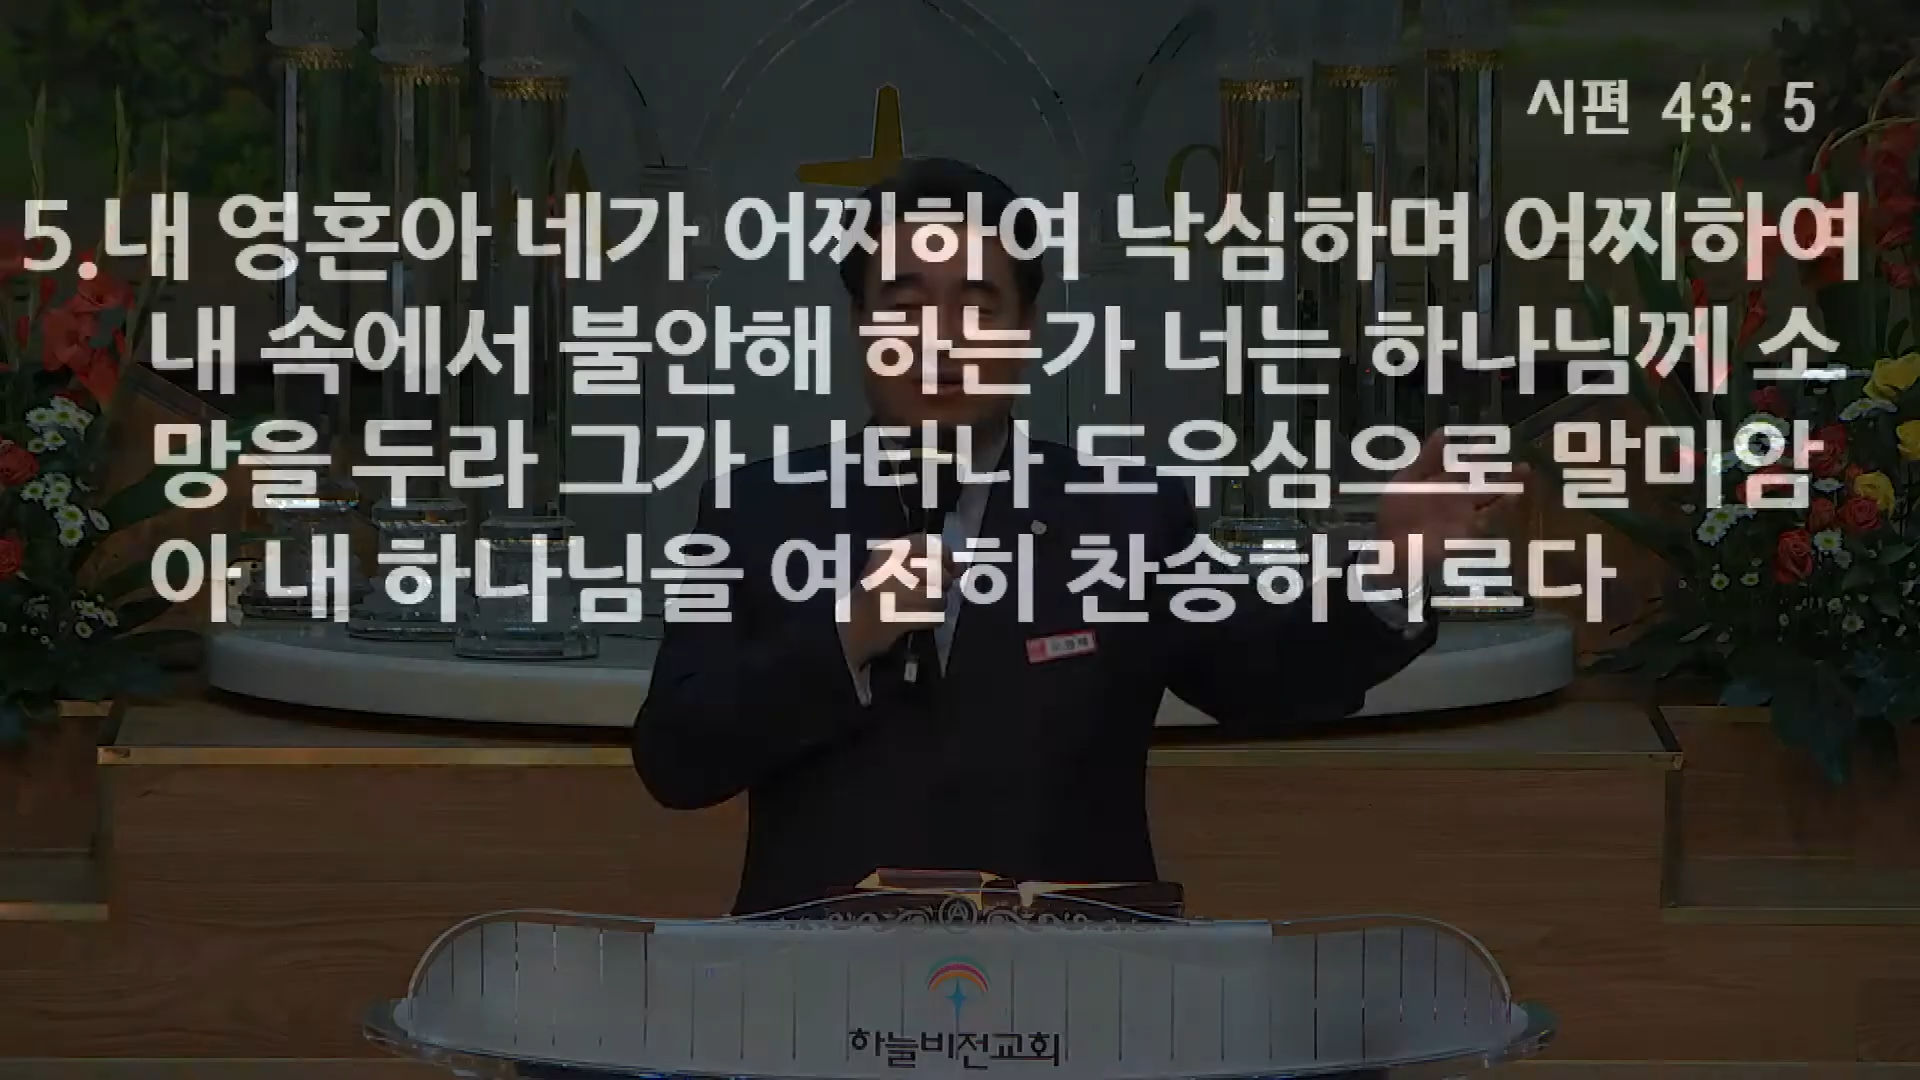 시편 43: 5
5.내 영혼아 네가 어찌하여 낙심하며 어찌하여
내 속에서 불안해 하는가 너는 하나님께 소
망을 두라 그가 나타나 도우심으로 말미암
아 내 하나님을 여전히 찬송하리로다
하늘비전교회